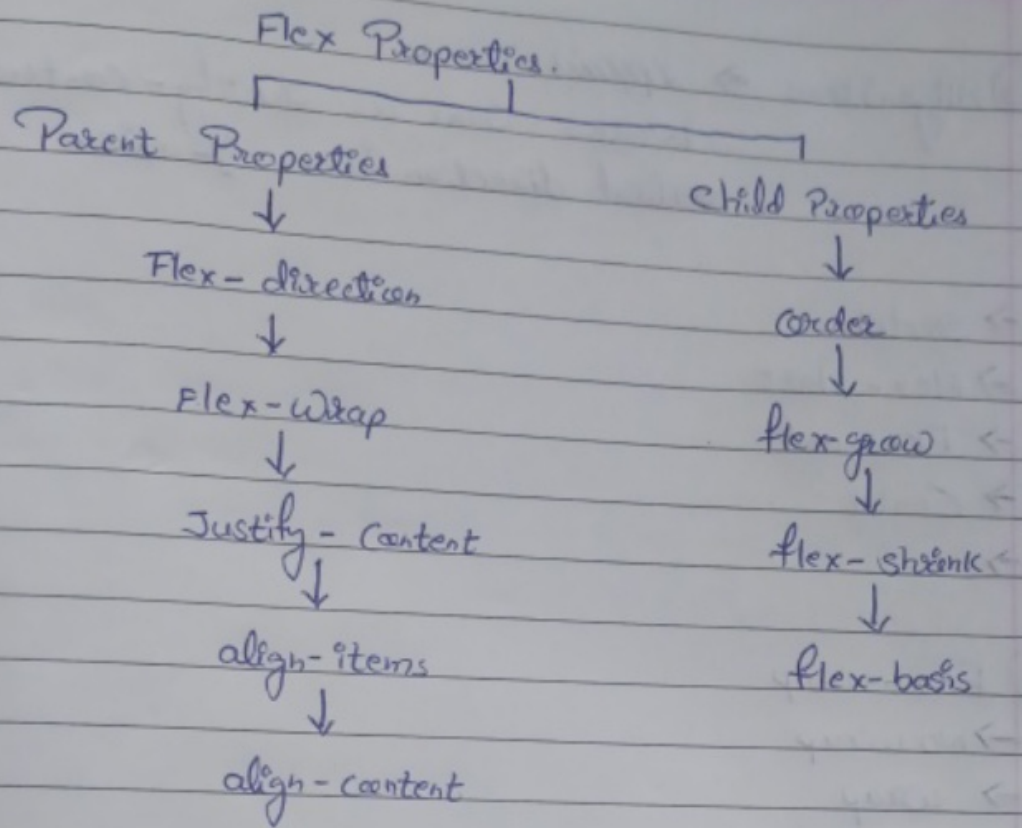 Flex Properties.
Parent Properties
Child Properties
Flex-direction
order
Flex-Wrap
flex-grow
Justify-Content
flex-shrink
align-items
flex-basis
align-content